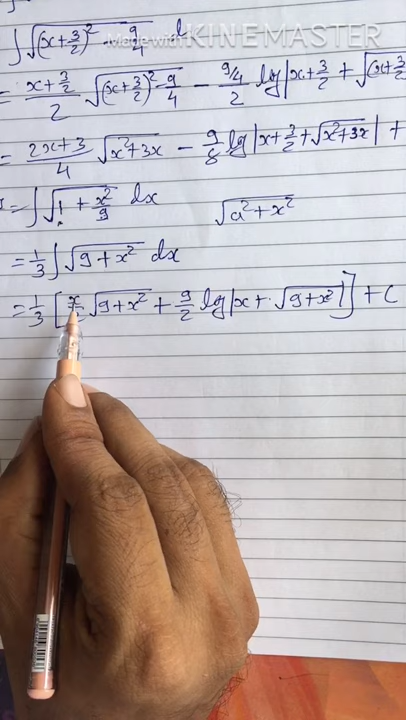 ∫ √((x+3/2)² - 9/4) d
Made with KINEMASTER
= (x+3/2)/2 √((x+3/2)² - 9/4) - (9/4)/2 log|x+3/2 + √((x+3/2
= (2x+3)/4 √(x²+3x) - 9/8 log|x+3/2+√(x²+3x)| +
= ∫ √(1 + x²/9) dx √(a²+x²)
= 1/3 ∫ √(9+x²) dx
= 1/3 [x/2 √(9+x²) + 9/2 log|x+√(9+x²)|] + C